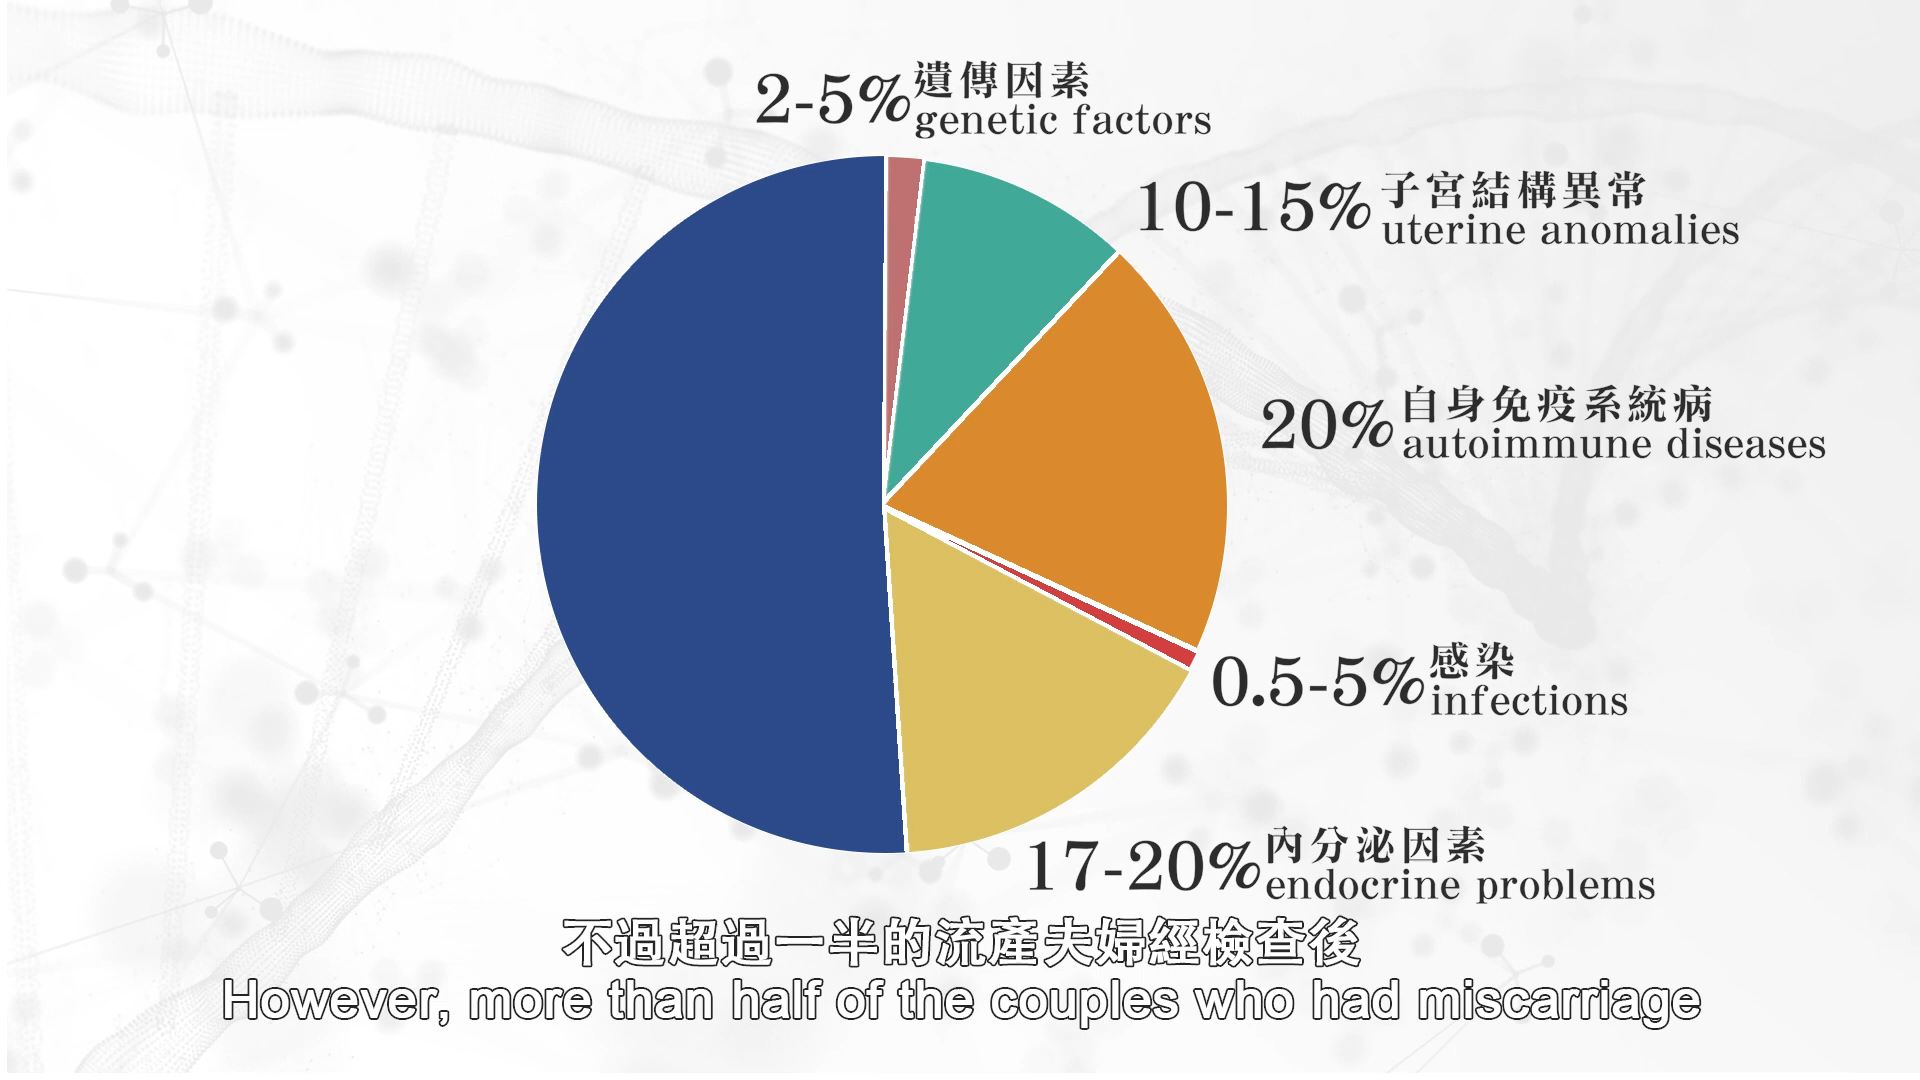 2-5% 遺傳因素
genetic factors
10-15% 子宮結構異常
uterine anomalies
20% 自身免疫系統病
autoimmune diseases
0.5-5% 感染
infections
17-20% 內分泌因素
endocrine problems
不過超過一半的流產夫婦經檢查後
However, more than half of the couples who had miscarriage